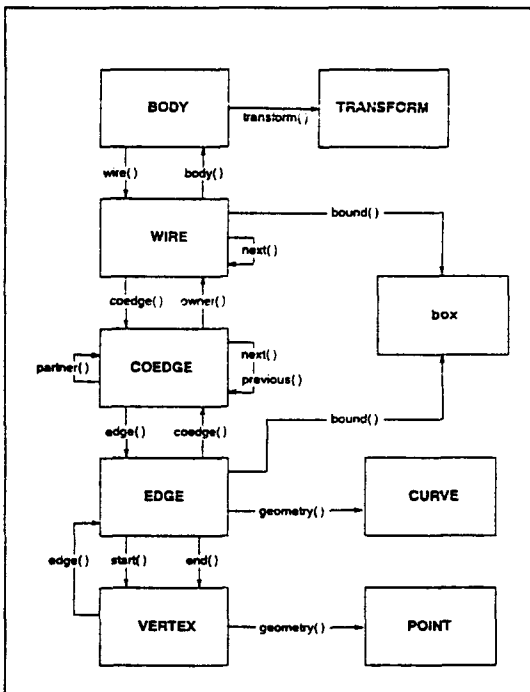 BODY
transform( )
TRANSFORM
wire( )
body( )
WIRE
bound( )
next( )
coedge( )
owner( )
box
COEDGE
partner( )
next( )
previous( )
edge( )
coedge( )
bound( )
EDGE
geometry( )
CURVE
edge( )
start( )
end( )
VERTEX
geometry( )
POINT